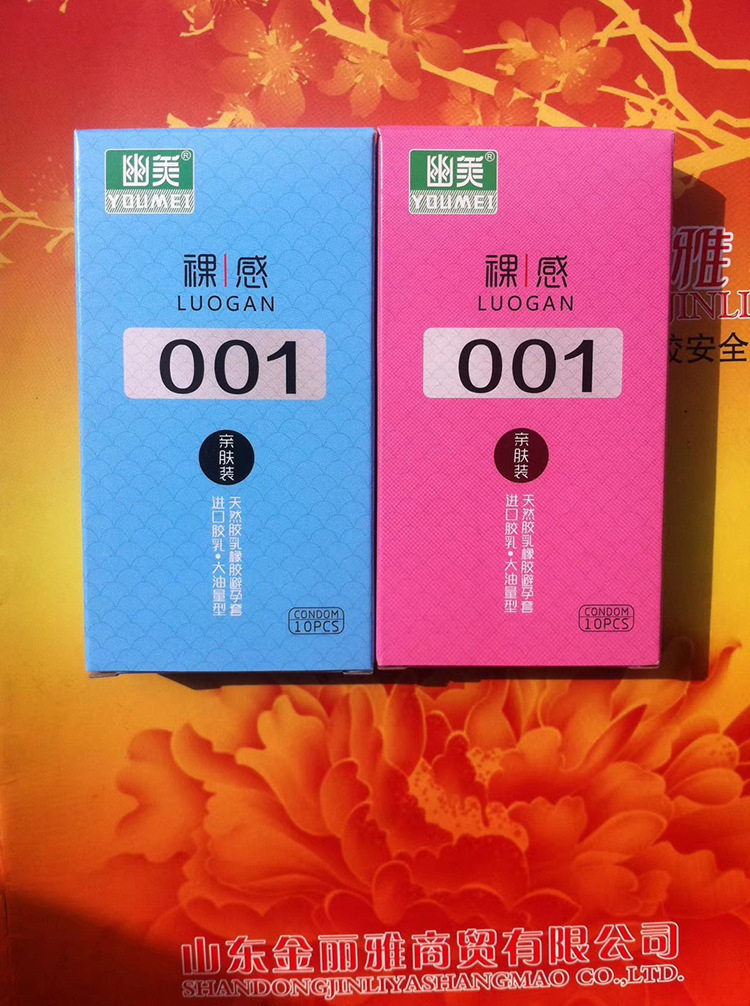 幽美®
YOUMEI
裸|感
LUOGAN
001
亲肤装
天然胶乳橡胶避孕套
进口胶乳·大油量型
CONDOM
10PCS
幽美®
YOUMEI
裸|感
LUOGAN
001
亲肤装
天然胶乳橡胶避孕套
进口胶乳·大油量型
CONDOM
10PCS
雅
JINLI
胶安全
山东金丽雅商贸有限公司
SHANDONGJINLIYASHANGMAO CO.,LTD.